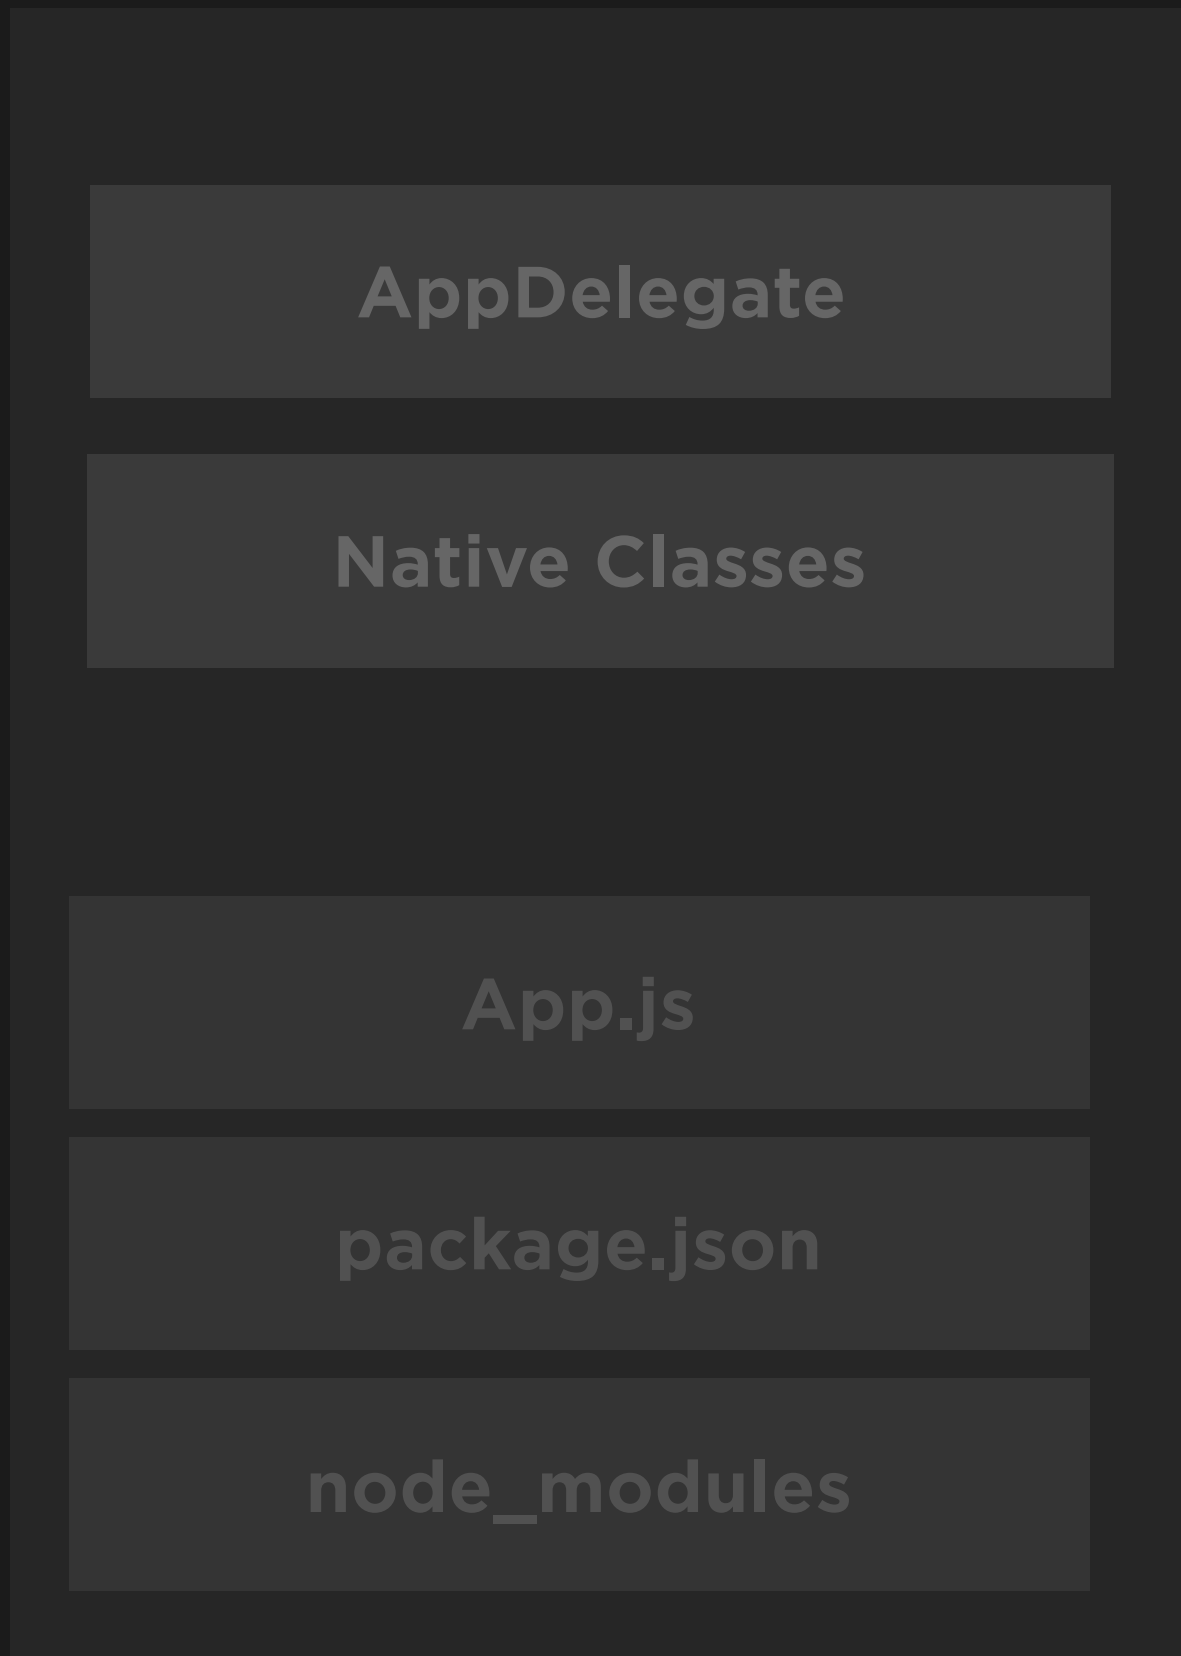 AppDelegate
Native Classes
App.js
package.json
node_modules